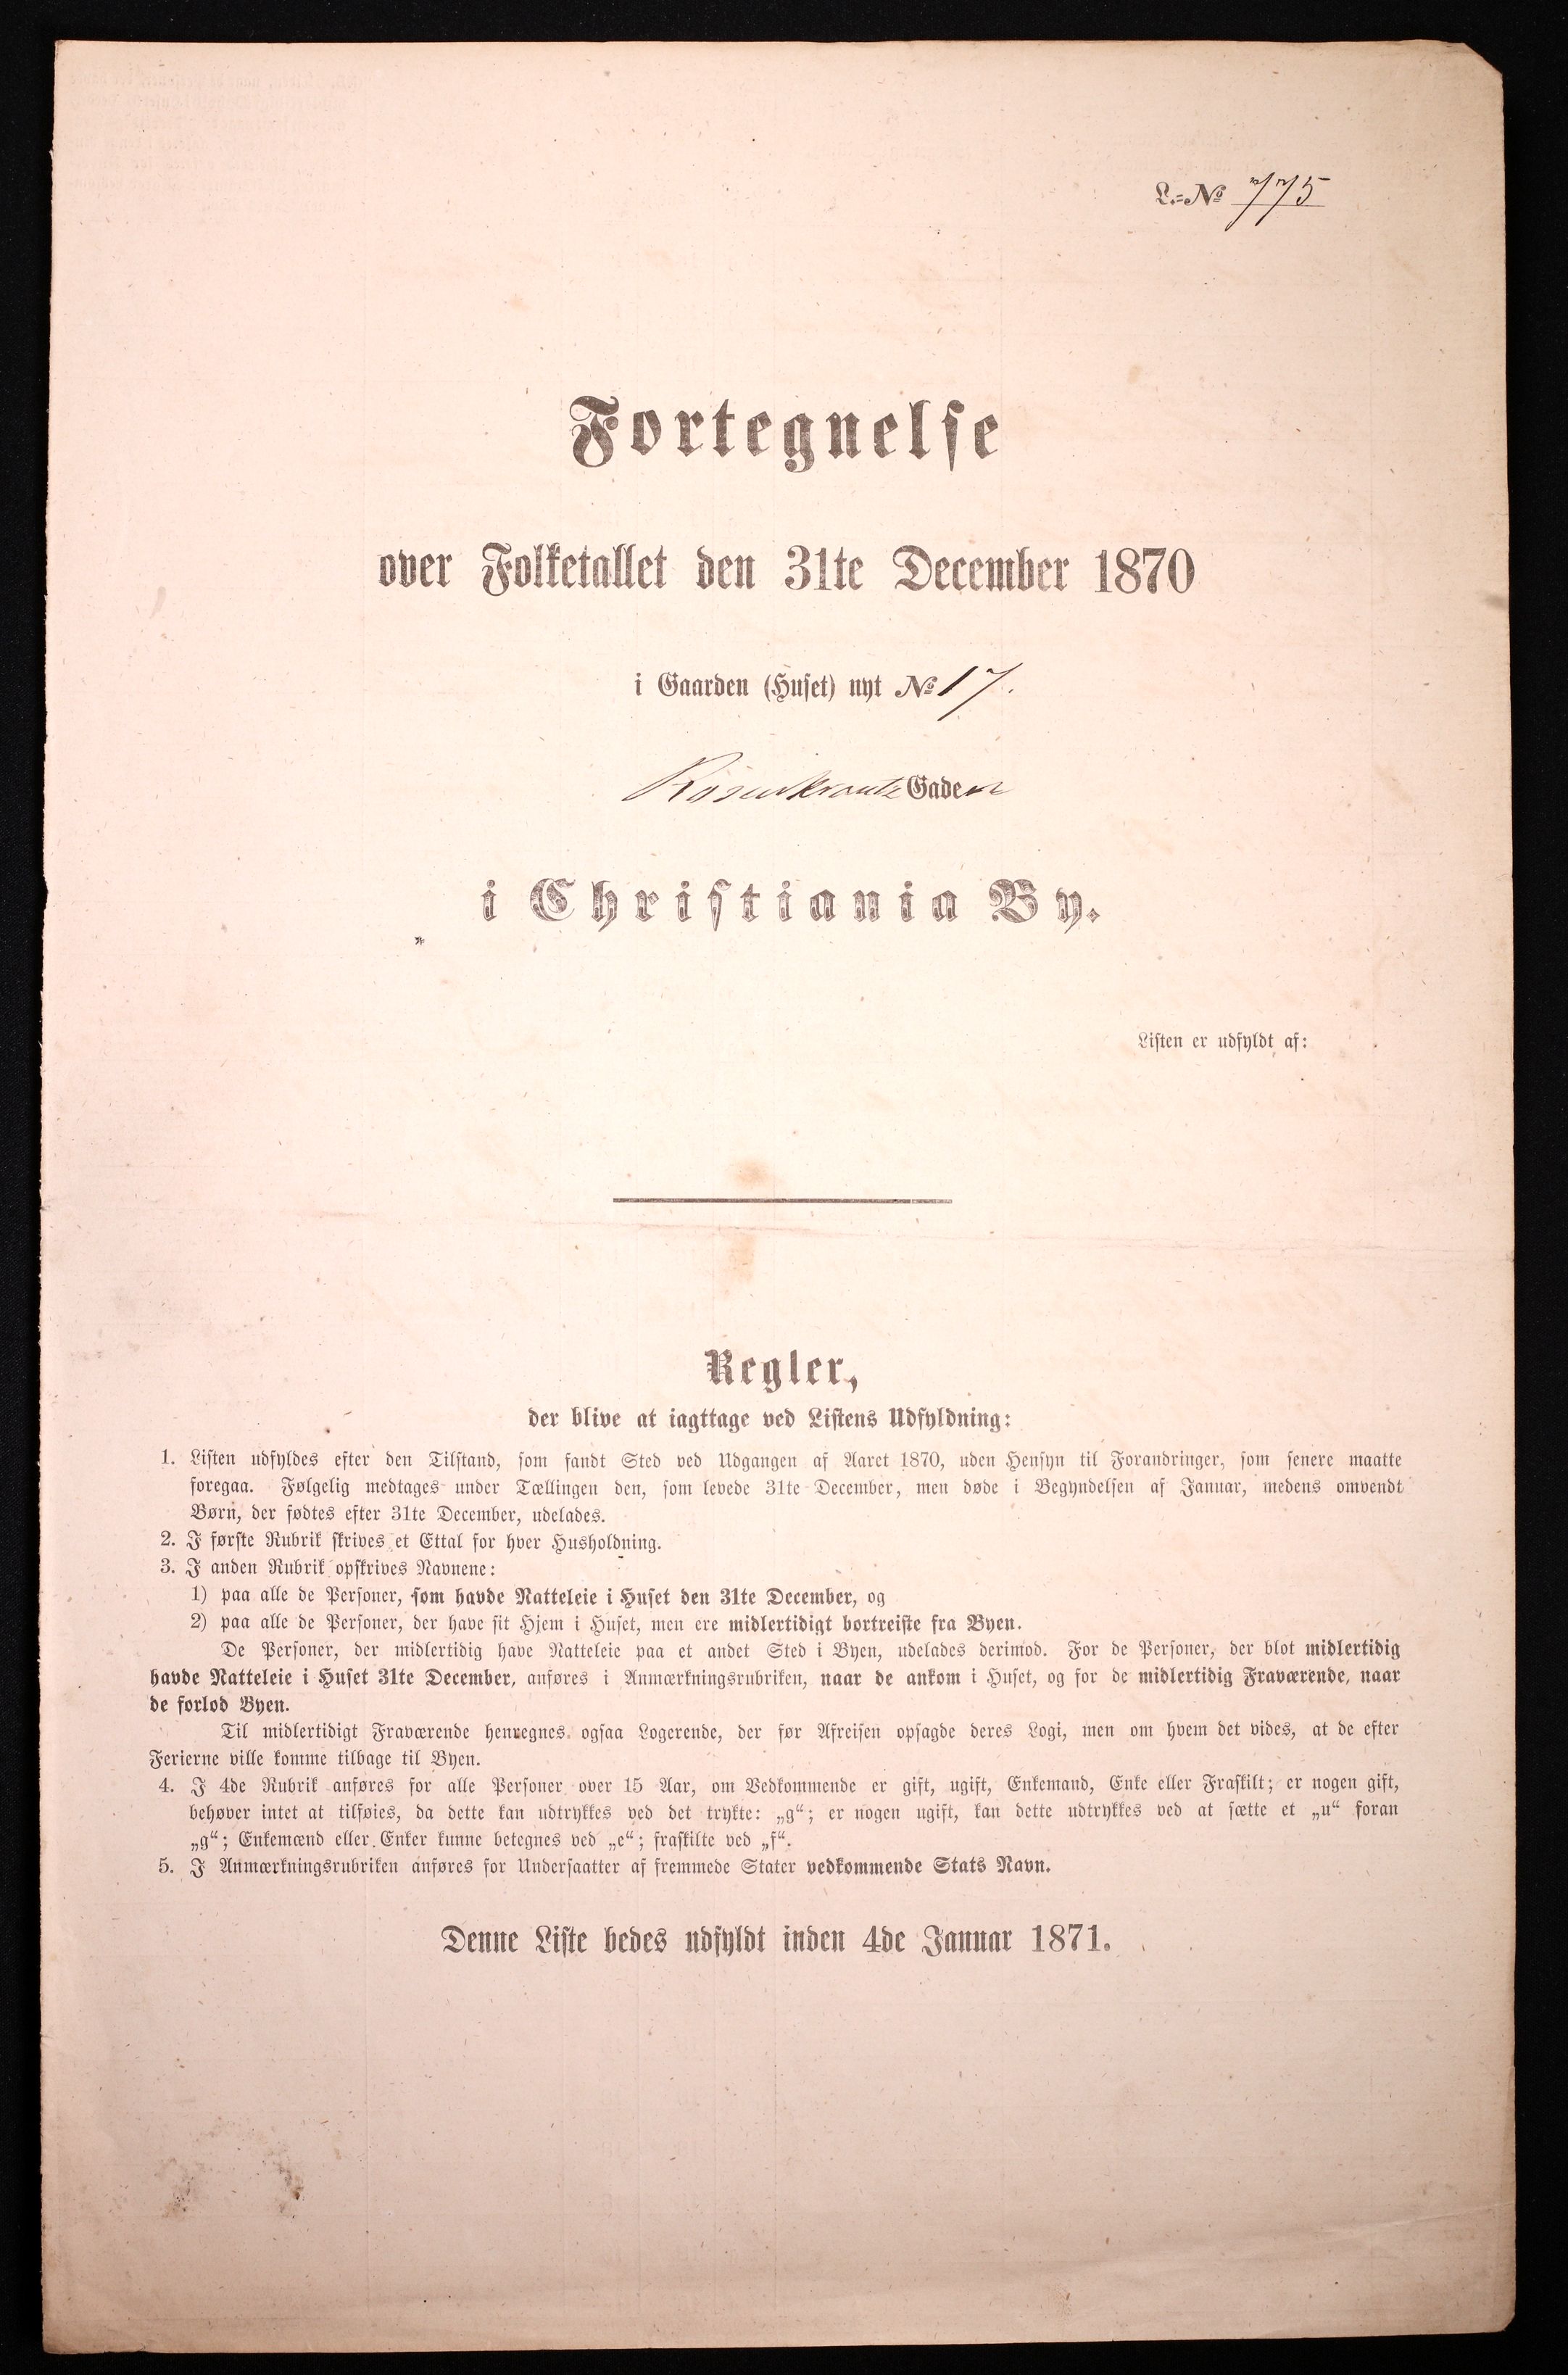 L.-№ 775
Fortegnelse
over Folketallet den 31te December 1870
i Gaarden (Huset) nyt № 17.
Rosenkrantz Gaden
i Christiania By.
Listen er udfyldt af:
Regler,
der blive at iagttage ved Listens Udfyldning:
1. Listen udfyldes efter den Tilstand, som fandt Sted ved Udgangen af Aaret 1870, uden Hensyn til Forandringer, som senere maatte
foregaa. Følgelig medtages under Tællingen den, som levede 31te December, men døde i Begyndelsen af Januar, medens omvendt
Børn, der fødtes efter 31te December, udelades.
2. I første Rubrik skrives et Ettal for hver Husholdning.
3. I anden Rubrik opskrives Navnene:
1) paa alle de Personer, som havde Natteleie i Huset den 31te December, og
2) paa alle de Personer, der have sit Hjem i Huset, men ere midlertidigt bortreiste fra Byen.
De Personer, der midlertidig have Natteleie paa et andet Sted i Byen, udelades derimod. For de Personer, der blot midlertidig
havde Natteleie i Huset 31te December, anføres i Anmærkningsrubriken, naar de ankom i Huset, og for de midlertidig Fraværende, naar
de forlod Byen.
Til midlertidigt Fraværende henregnes ogsaa Logerende, der før Afreisen opsagde deres Logi, men om hvem det vides, at de efter
Ferierne ville komme tilbage til Byen.
4. I 4de Rubrik anføres for alle Personer over 15 Aar, om Vedkommende er gift, ugift, Enkemand, Enke eller Fraskilt; er nogen gift,
behøver intet at tilføies, da dette kan udtrykkes ved det trykte: „g“; er nogen ugift, kan dette udtrykkes ved at sætte et „u“ foran
„g“; Enkemænd eller Enker kunne betegnes ved „e“; fraskilte ved „f“.
5. I Anmærkningsrubriken anføres for Undersaatter af fremmede Stater vedkommende Stats Navn.
Denne Liste bedes udfyldt inden 4de Januar 1871.